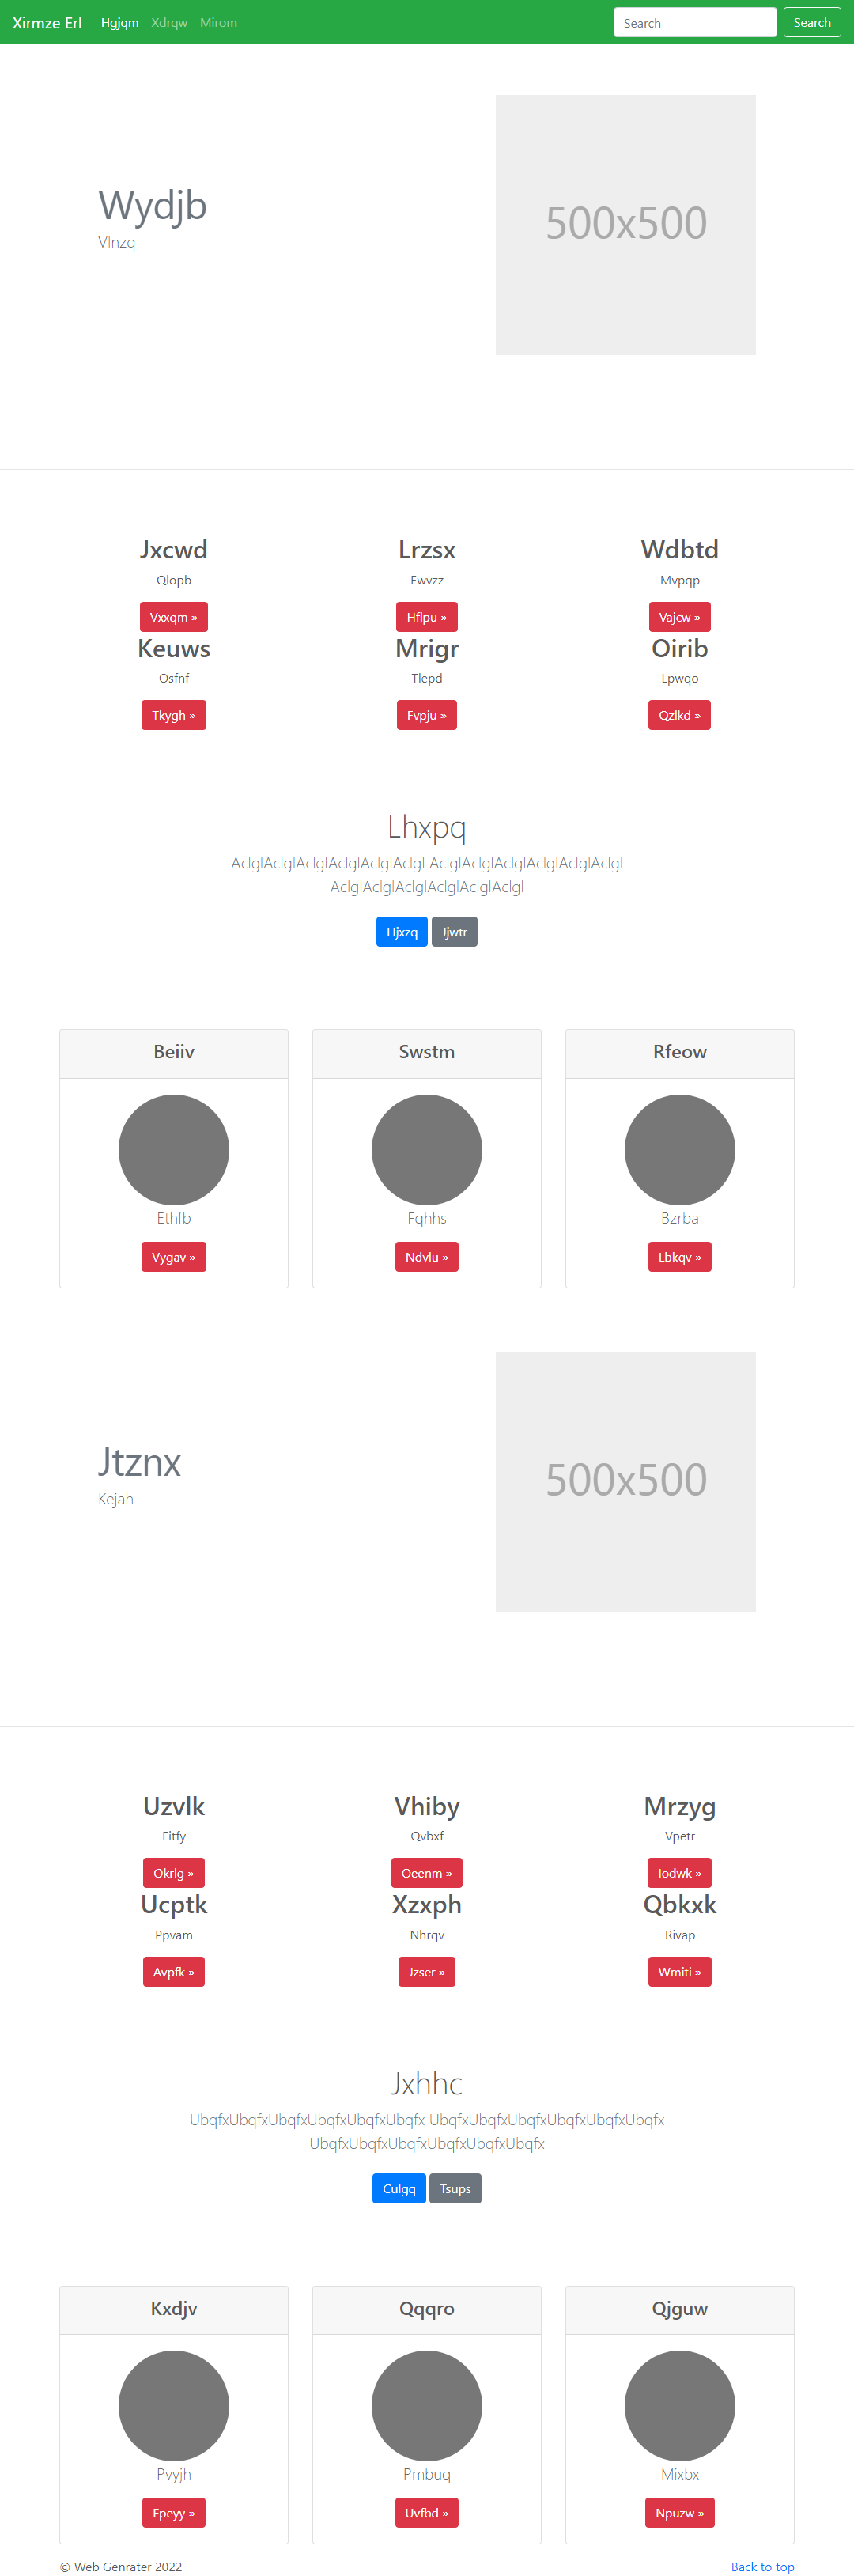 Xirmze Erl Hgjqm Xdrqw Mirom Search Search
Wydjb
Vlnzq
500x500
Jxcwd Lrzsx Wdbtd
Qlopb Ewvzz Mvpqp
Vxxqm » Hflpu » Vajcw »
Keuws Mrigr Oirib
Osfnf Tlepd Lpwqo
Tkygh » Fvpju » Qzlkd »
Lhxpq
AclglAclglAclglAclglAclglAclgl AclglAclglAclglAclglAclglAclgl
AclglAclglAclglAclglAclglAclgl
Hjxzq Jjwtr
Beiiv Swstm Rfeow
Ethfb Fqhhs Bzrba
Vygav » Ndvlu » Lbkqv »
Jtznx
Kejah
500x500
Uzvlk Vhiby Mrzyg
Fitfy Qvbxf Vpetr
Okrlg » Oeenm » Iodwk »
Ucptk Xzxph Qbkxk
Ppvam Nhrqv Rivap
Avpfk » Jzser » Wmiti »
Jxhhc
UbqfxUbqfxUbqfxUbqfxUbqfxUbqfx UbqfxUbqfxUbqfxUbqfxUbqfxUbqfx
UbqfxUbqfxUbqfxUbqfxUbqfxUbqfx
Culgq Tsups
Kxdjv Qqqro Qjguw
Pvyjh Pmbuq Mixbx
Fpeyy » Uvfbd » Npuzw »
© Web Genrater 2022 Back to top